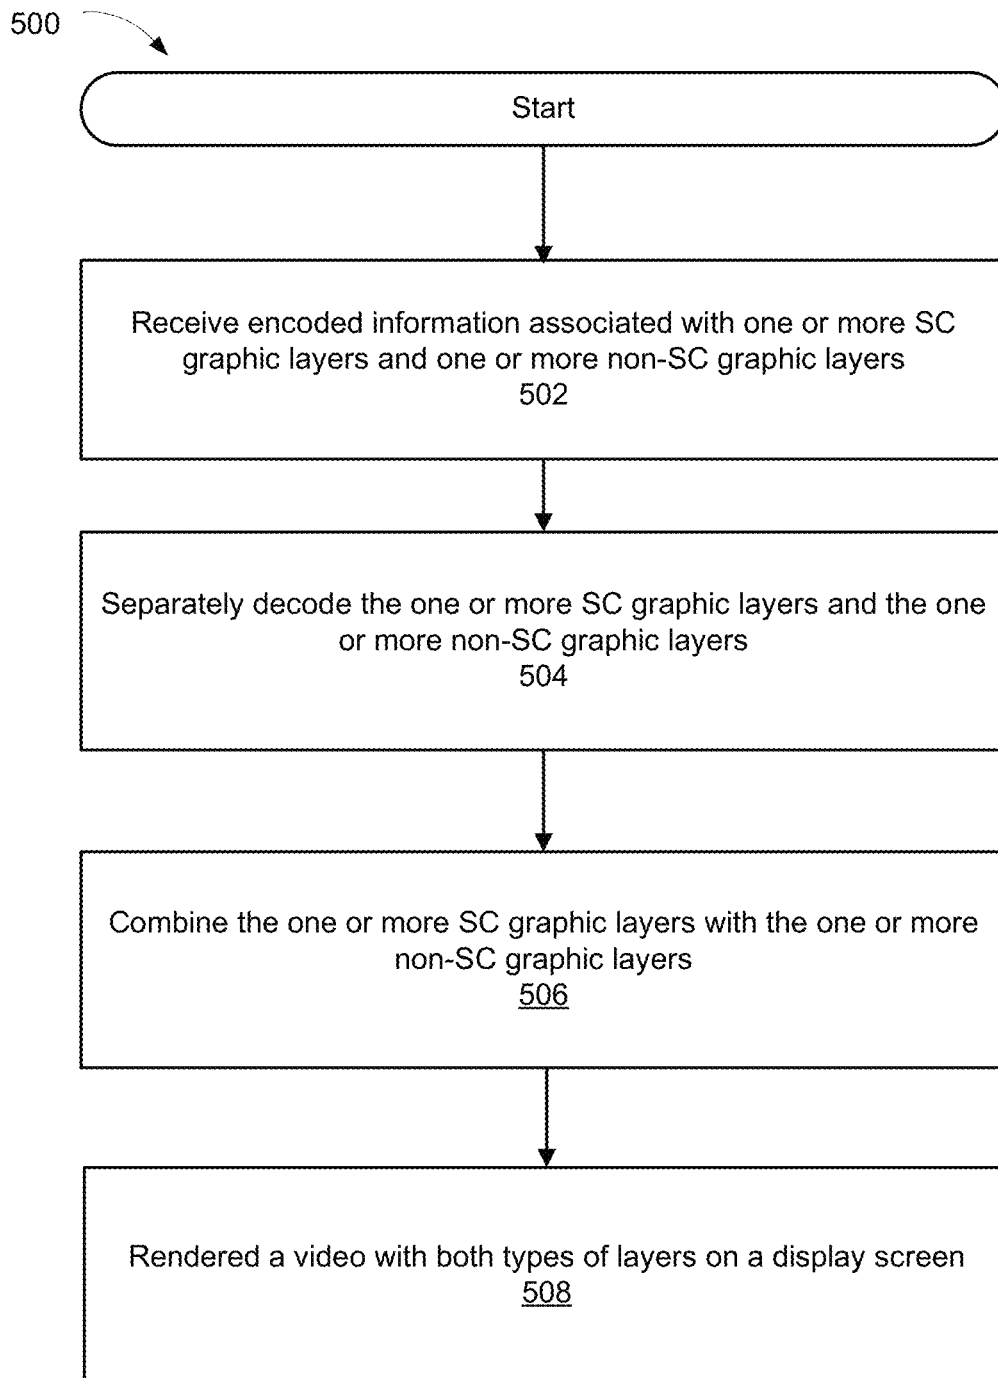 500
Start
Receive encoded information associated with one or more SC
graphic layers and one or more non-SC graphic layers
502
Separately decode the one or more SC graphic layers and the one
or more non-SC graphic layers
504
Combine the one or more SC graphic layers with the one or more
non-SC graphic layers
506
Rendered a video with both types of layers on a display screen
508